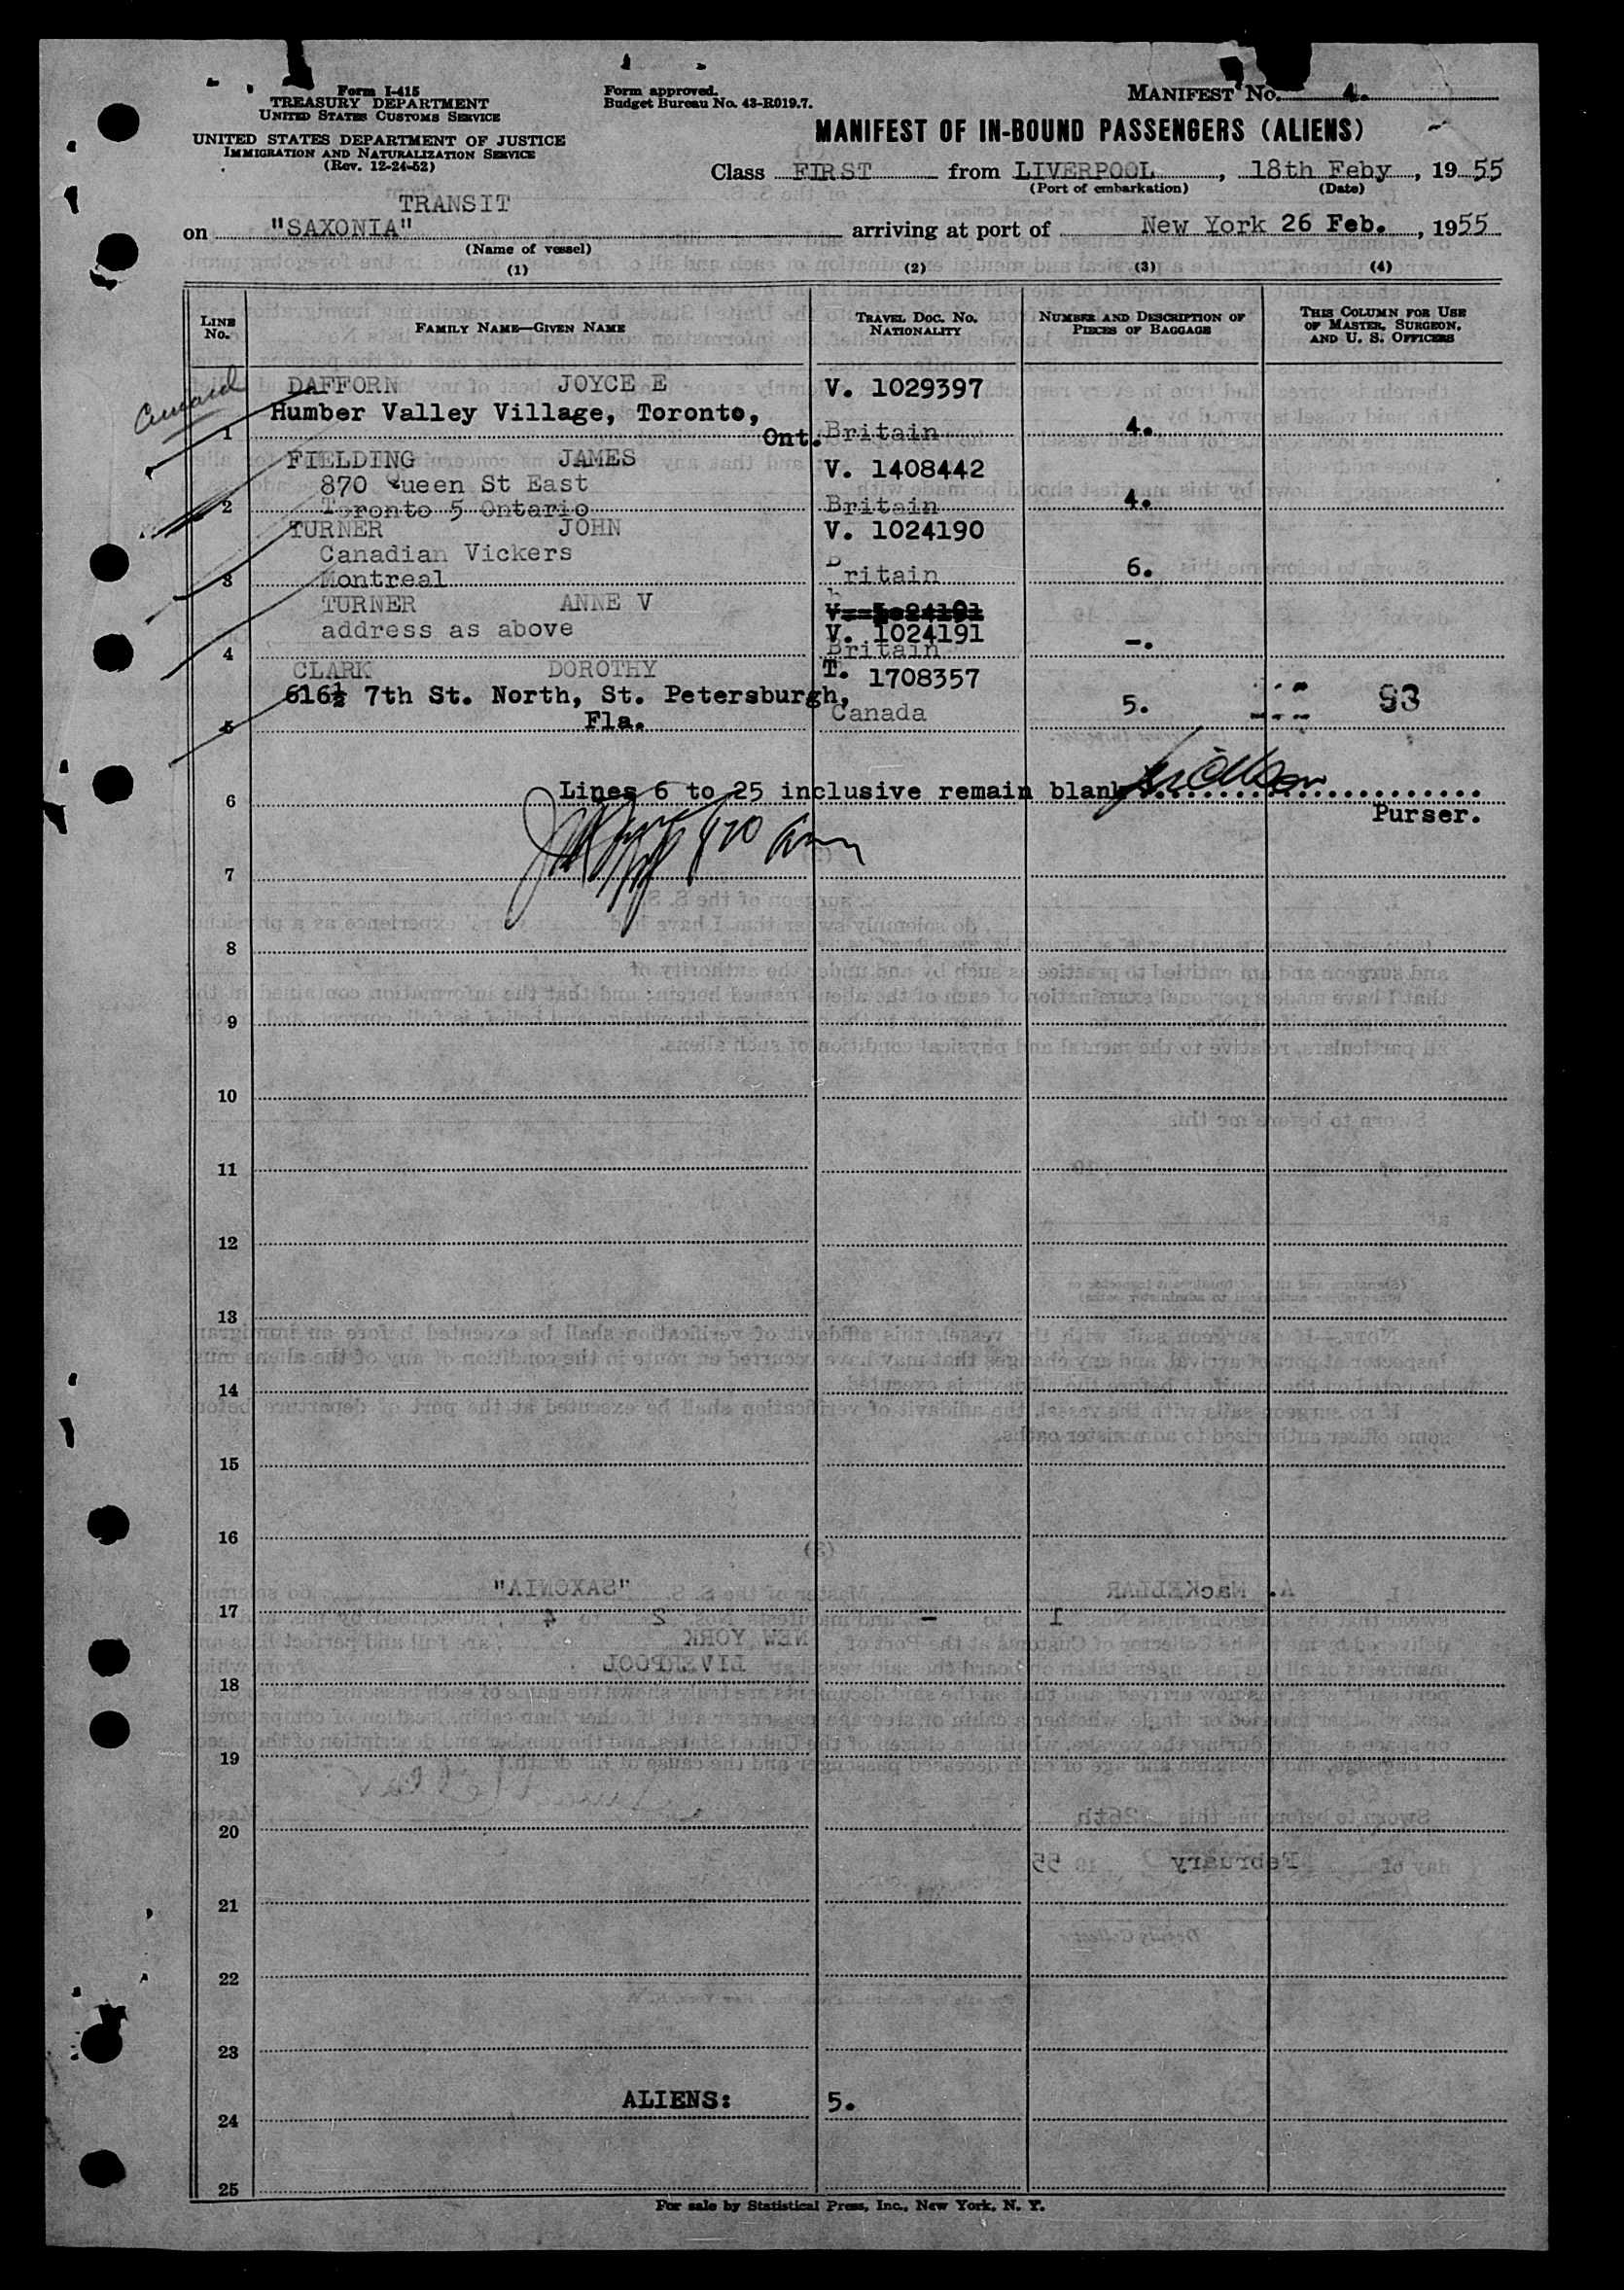 Form I-415
TREASURY DEPARTMENT
UNITED STATES CUSTOMS SERVICE
UNITED STATES DEPARTMENT OF JUSTICE
IMMIGRATION AND NATURALIZATION SERVICE
(Rev. 12-24-52)
Form approved.
Budget Bureau No. 43-R019.7.
MANIFEST No. 4.
MANIFEST OF IN-BOUND PASSENGERS (ALIENS)
Class FIRST from LIVERPOOL, 18th Feby, 1955
(Port of embarkation) (Date)
TRANSIT
on "SAXONIA" arriving at port of New York 26 Feb., 1955
(Name of vessel)
(1) (2) (3) (4)
LINE No. FAMILY NAME—GIVEN NAME TRAVEL DOC. No. NATIONALITY NUMBER AND DESCRIPTION OF PIECES OF BAGGAGE THIS COLUMN FOR USE OF MASTER, SURGEON, AND U. S. OFFICERS
DAFFORN JOYCE E V. 1029397
Humber Valley Village, Toronto,
1 Ont. Britain 4.
FIELDING JAMES V. 1408442
870 Queen St East
2 Toronto 5 Ontario Britain 4.
TURNER JOHN V. 1024190
Canadian Vickers
3 Montreal Britain 6.
TURNER ANNE V
address as above V. 1024191
4 Britain -.
CLARK DOROTHY T. 1708357
616½ 7th St. North, St. Petersburgh,
5 Fla. Canada 5. 93
6 Lines 6 to 25 inclusive remain blank
Purser.
7
8
9
10
11
12
13
14
15
16
17
18
19
20
21
22
23
24 ALIENS: 5.
25
For sale by Statistical Press, Inc., New York, N. Y.